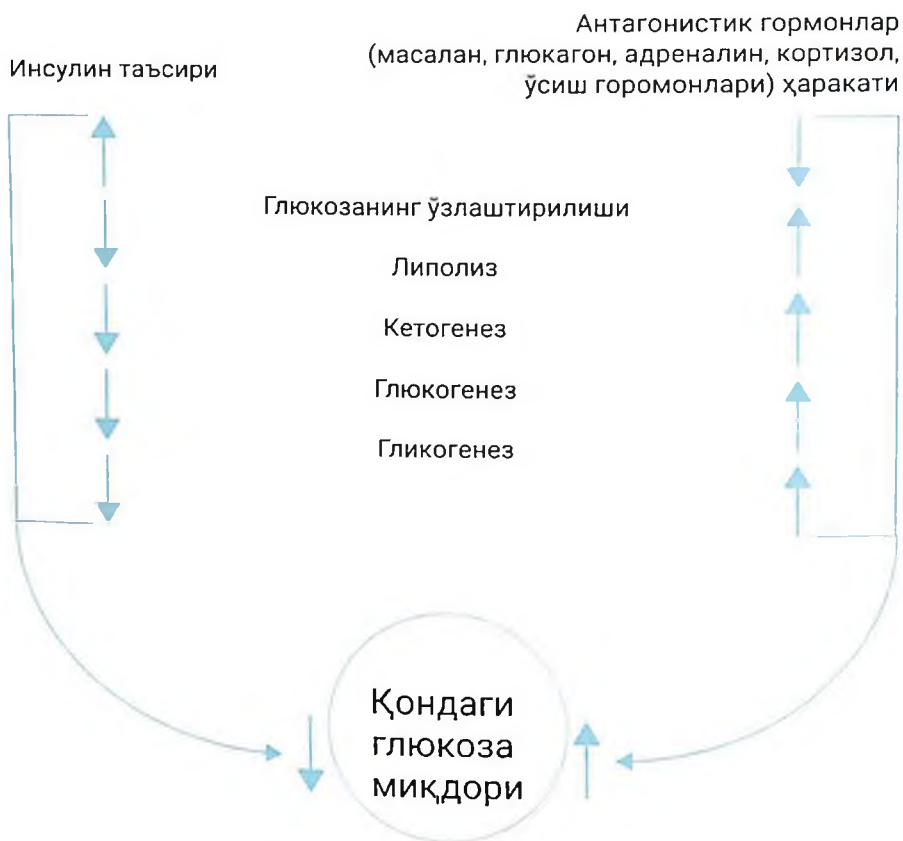 Инсулин таъсири
Антагонистик гормонлар
(масалан, глюкагон, адреналин, кортизол,
ўсиш горомонлари) ҳаракати
Глюкозанинг ўзлаштирилиши
Липолиз
Кетогенез
Глюкогенез
Гликогенез
Қондаги
глюкоза
миқдори